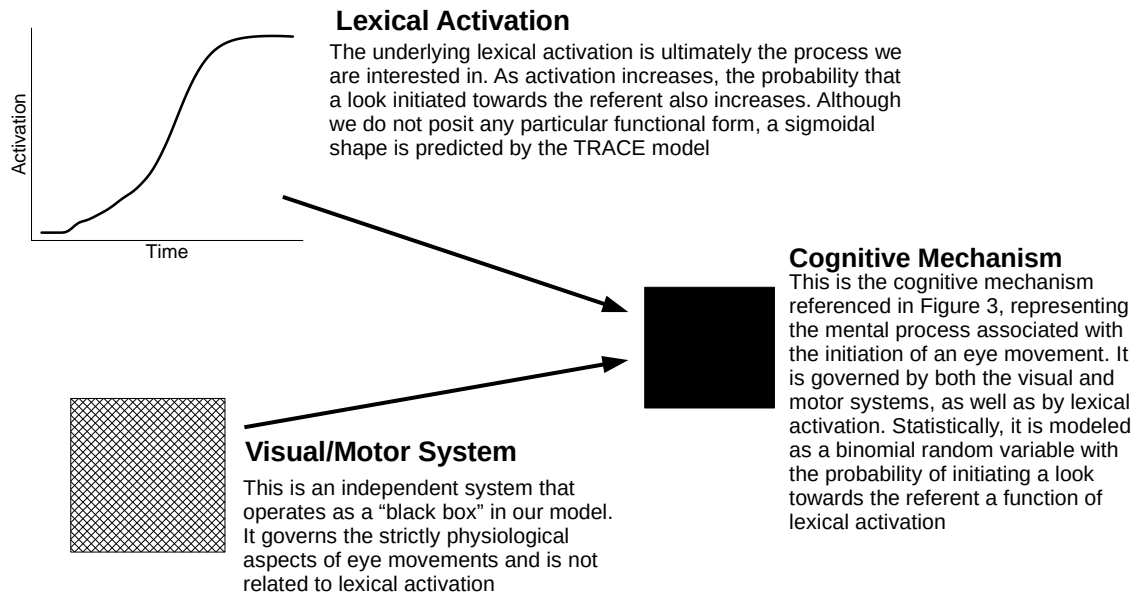 Lexical Activation
The underlying lexical activation is ultimately the process we
are interested in. As activation increases, the probability that
a look initiated towards the referent also increases. Although
we do not posit any particular functional form, a sigmoidal
shape is predicted by the TRACE model
Activation
Time
Cognitive Mechanism
This is the cognitive mechanism
referenced in Figure 3, representing
the mental process associated with
the initiation of an eye movement. It
is governed by both the visual and
motor systems, as well as by lexical
activation. Statistically, it is modeled
as a binomial random variable with
the probability of initiating a look
towards the referent a function of
lexical activation
Visual/Motor System
This is an independent system that
operates as a “black box” in our model.
It governs the strictly physiological
aspects of eye movements and is not
related to lexical activation